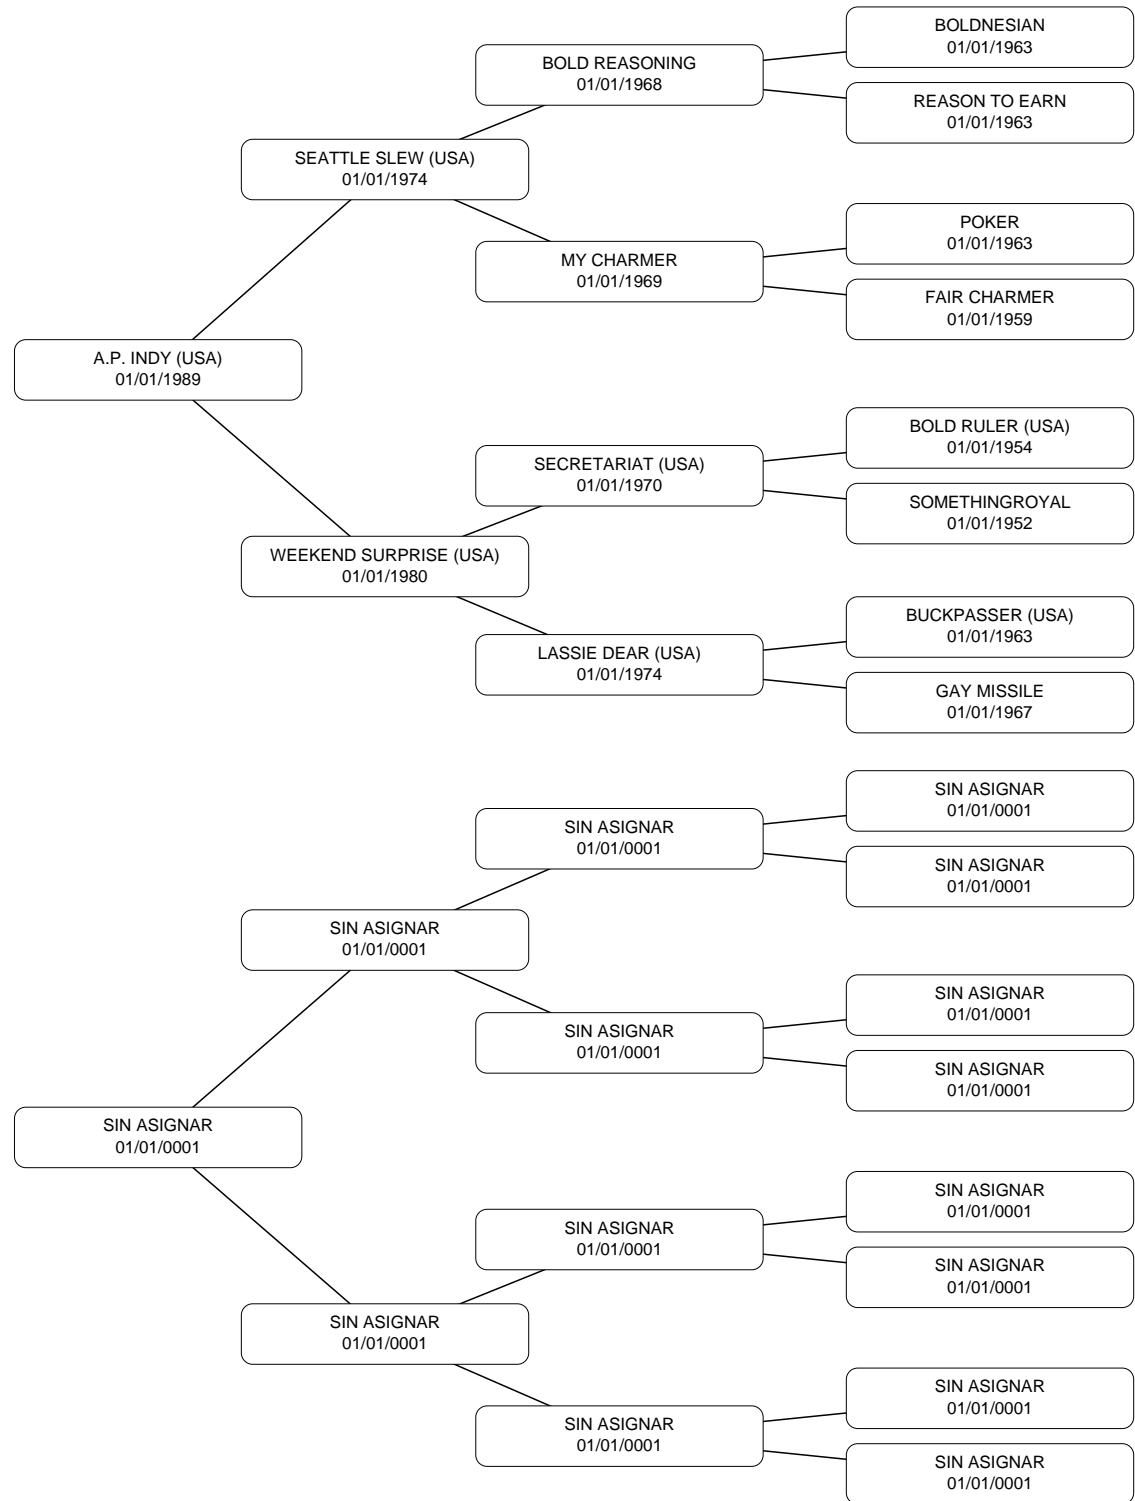 BOLDNESIAN
01/01/1963
BOLD REASONING
01/01/1968
REASON TO EARN
01/01/1963
SEATTLE SLEW (USA)
01/01/1974
POKER
01/01/1963
MY CHARMER
01/01/1969
FAIR CHARMER
01/01/1959
A.P. INDY (USA)
01/01/1989
BOLD RULER (USA)
01/01/1954
SECRETARIAT (USA)
01/01/1970
SOMETHINGROYAL
01/01/1952
WEEKEND SURPRISE (USA)
01/01/1980
BUCKPASSER (USA)
01/01/1963
LASSIE DEAR (USA)
01/01/1974
GAY MISSILE
01/01/1967
SIN ASIGNAR
01/01/0001
SIN ASIGNAR
01/01/0001
SIN ASIGNAR
01/01/0001
SIN ASIGNAR
01/01/0001
SIN ASIGNAR
01/01/0001
SIN ASIGNAR
01/01/0001
SIN ASIGNAR
01/01/0001
SIN ASIGNAR
01/01/0001
SIN ASIGNAR
01/01/0001
SIN ASIGNAR
01/01/0001
SIN ASIGNAR
01/01/0001
SIN ASIGNAR
01/01/0001
SIN ASIGNAR
01/01/0001
SIN ASIGNAR
01/01/0001
SIN ASIGNAR
01/01/0001